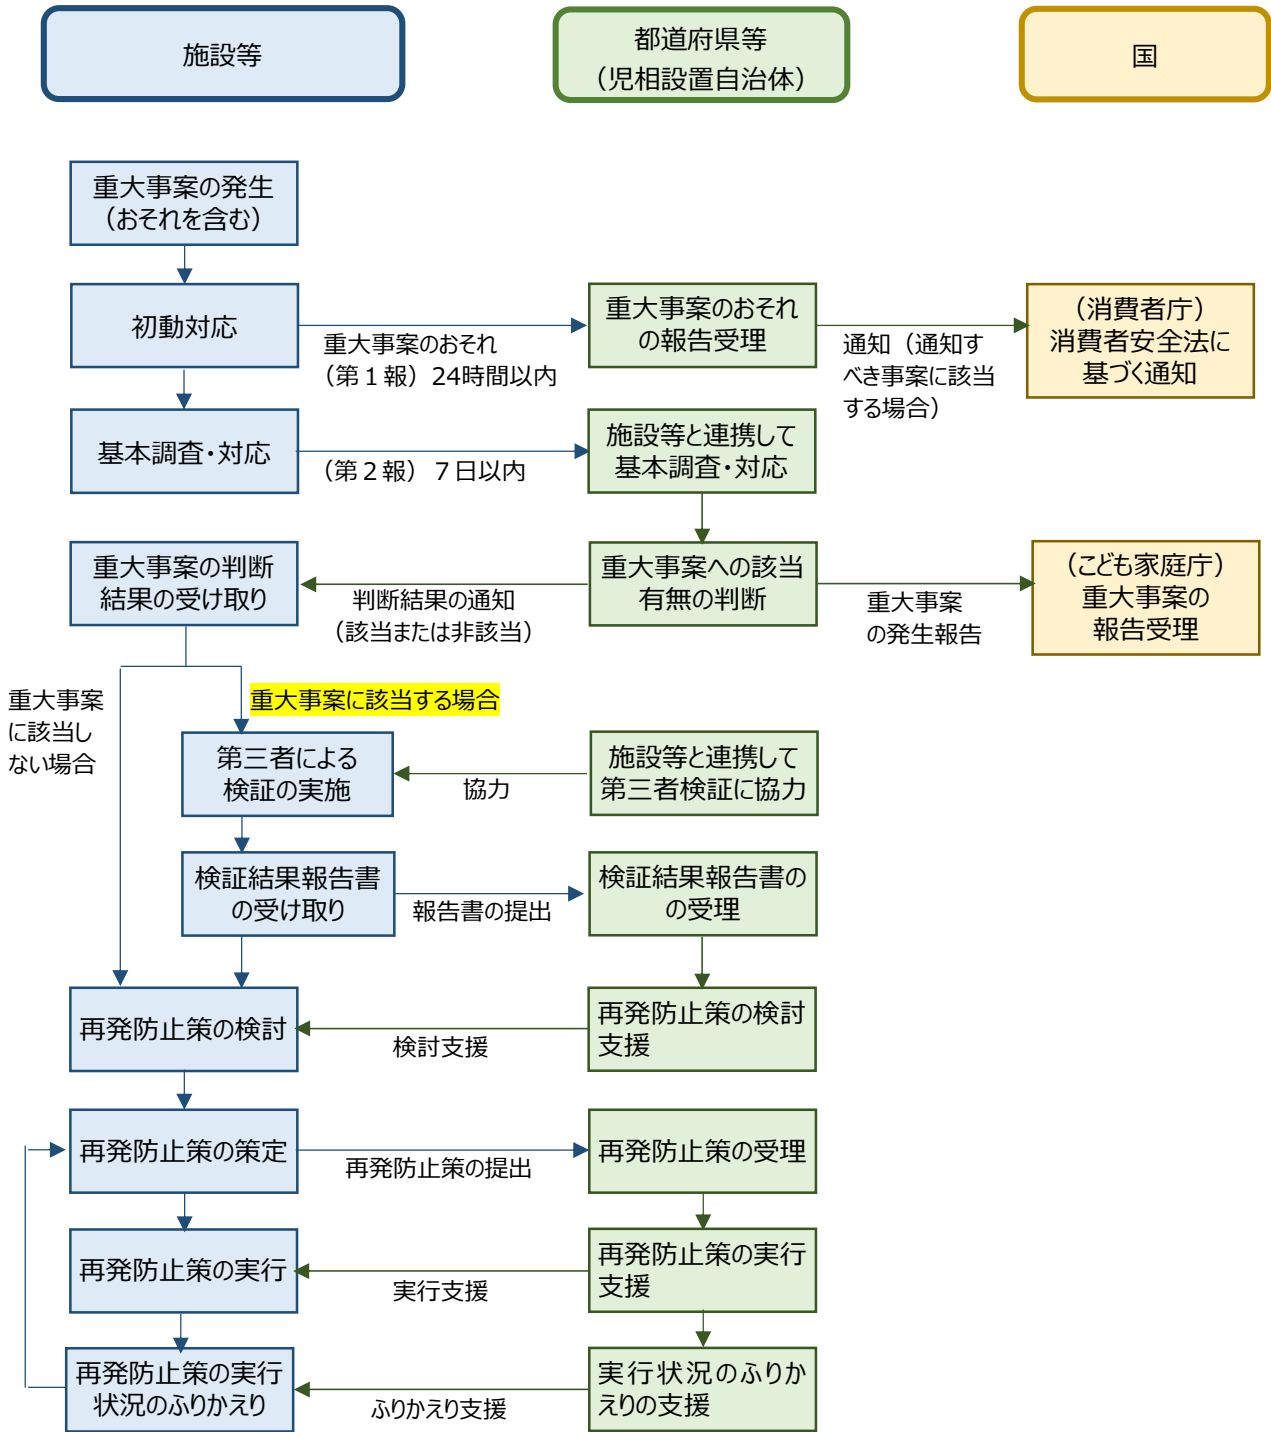 施設等
都道府県等
（児相設置自治体）
国
重大事案の発生
（おそれを含む）
初動対応
重大事案のおそれ
（第１報）24時間以内
重大事案のおそれ
の報告受理
通知（通知す
べき事案に該当
する場合）
（消費者庁）
消費者安全法に
基づく通知
基本調査・対応
（第２報）７日以内
施設等と連携して
基本調査・対応
重大事案の判断
結果の受け取り
判断結果の通知
（該当または非該当）
重大事案への該当
有無の判断
重大事案
の発生報告
（こども家庭庁）
重大事案の
報告受理
重大事案
に該当し
ない場合
重大事案に該当する場合
第三者による
検証の実施
協力
施設等と連携して
第三者検証に協力
検証結果報告書
の受け取り
報告書の提出
検証結果報告書の
の受理
再発防止策の検討
検討支援
再発防止策の検討
支援
再発防止策の策定
再発防止策の提出
再発防止策の受理
再発防止策の実行
実行支援
再発防止策の実行
支援
再発防止策の実行
状況のふりかえり
ふりかえり支援
実行状況のふりか
えりの支援